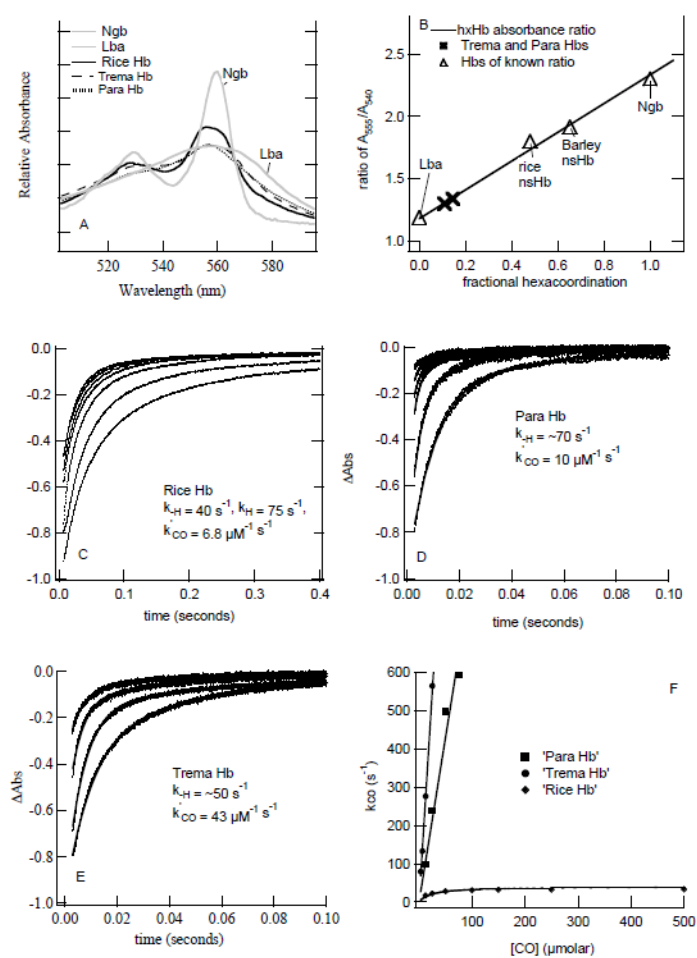 Ngb
Lba
Rice Hb
Trema Hb
Para Hb
Ngb
Lba
A
Relative Absorbance
520 540 560 580
Wavelength (nm)
B
hxHb absorbance ratio
Trema and Para Hbs
Hbs of known ratio
2.5
2.0
1.5
1.0
ratio of A555/A540
Lba
rice
nsHb
Barley
nsHb
Ngb
0.0 0.2 0.4 0.6 0.8 1.0
fractional hexacoordination
0.0
-0.2
-0.4
-0.6
-0.8
-1.0
Rice Hb
k-H = 40 s-1, kH = 75 s-1,
k'CO = 6.8 µM-1 s-1
C
0.0 0.1 0.2 0.3 0.4
time (seconds)
0.0
-0.2
-0.4
-0.6
-0.8
-1.0
ΔAbs
Para Hb
k-H = ~70 s-1
k'CO = 10 µM-1 s-1
D
0.00 0.02 0.04 0.06 0.08 0.10
time (seconds)
0.0
-0.2
-0.4
-0.6
-0.8
-1.0
ΔAbs
Trema Hb
k-H = ~50 s-1
k'CO = 43 µM-1 s-1
E
0.00 0.02 0.04 0.06 0.08 0.10
time (seconds)
600
500
400
300
200
100
0
kco (s-1)
F
'Para Hb'
'Trema Hb'
'Rice Hb'
100 200 300 400 500
[CO] (µmolar)